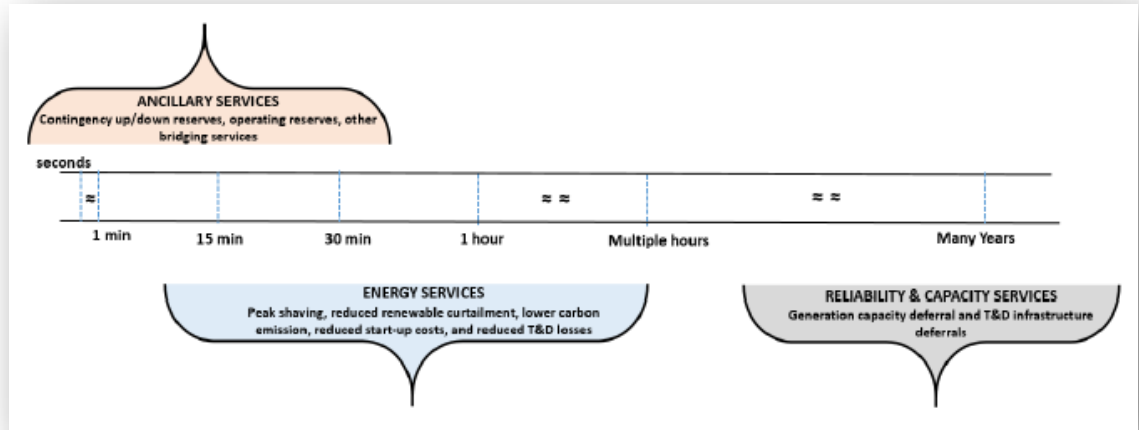 ANCILLARY SERVICES
Contingency up/down reserves, operating reserves, other
bridging services
seconds
≈ ≈ ≈ ≈ ≈
1 min 15 min 30 min 1 hour Multiple hours Many Years
ENERGY SERVICES
Peak shaving, reduced renewable curtailment, lower carbon
emission, reduced start-up costs, and reduced T&D losses
RELIABILITY & CAPACITY SERVICES
Generation capacity deferral and T&D infrastructure
deferrals